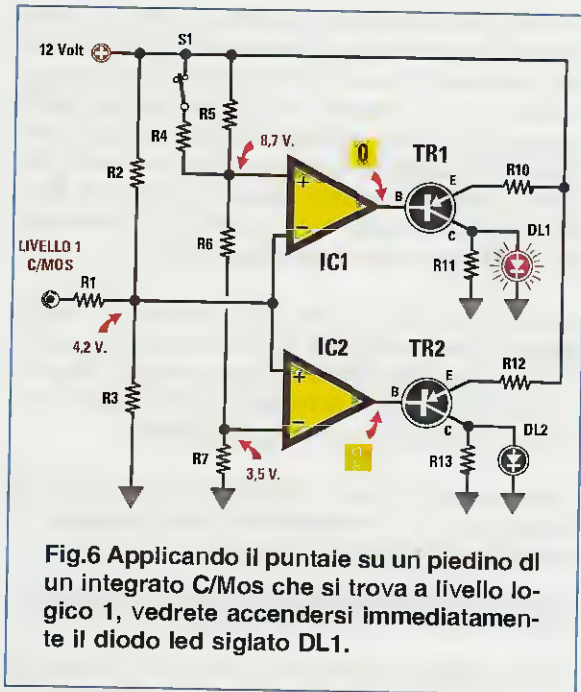 12 Volt
S1
R5
R4
8,7 V.
0
TR1
R10
R2
B
E
C
DL1
LIVELLO 1
C/MOS
R6
IC1
R11
R1
4,2 V.
IC2
TR2
R12
R3
B
E
C
DL2
R7
3,5 V.
R13
Fig.6 Applicando il puntale su un piedino di
un integrato C/Mos che si trova a livello lo-
gico 1, vedrete accendersi immediatamen-
te il diodo led siglato DL1.